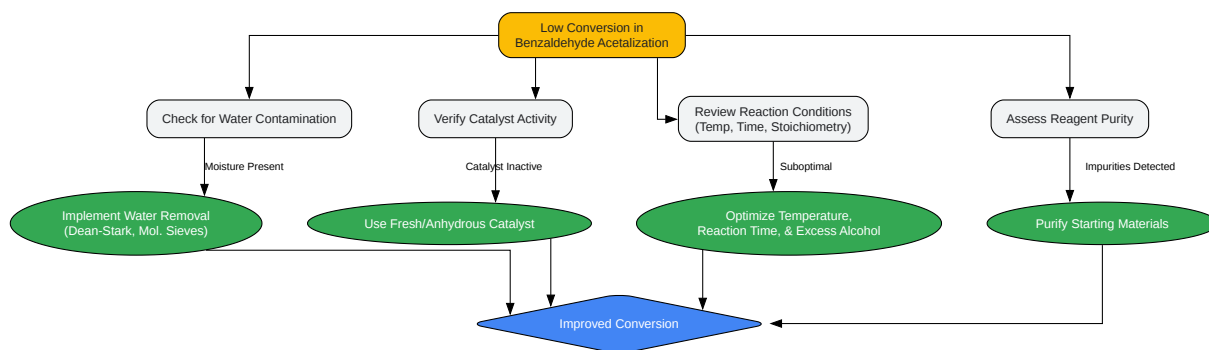 Low Conversion in
Benzaldehyde Acetalization
Check for Water Contamination
Verify Catalyst Activity
Review Reaction Conditions
(Temp, Time, Stoichiometry)
Assess Reagent Purity
Moisture Present
Catalyst Inactive
Suboptimal
Impurities Detected
Implement Water Removal
(Dean-Stark, Mol. Sieves)
Use Fresh/Anhydrous Catalyst
Optimize Temperature,
Reaction Time, & Excess Alcohol
Purify Starting Materials
Improved Conversion